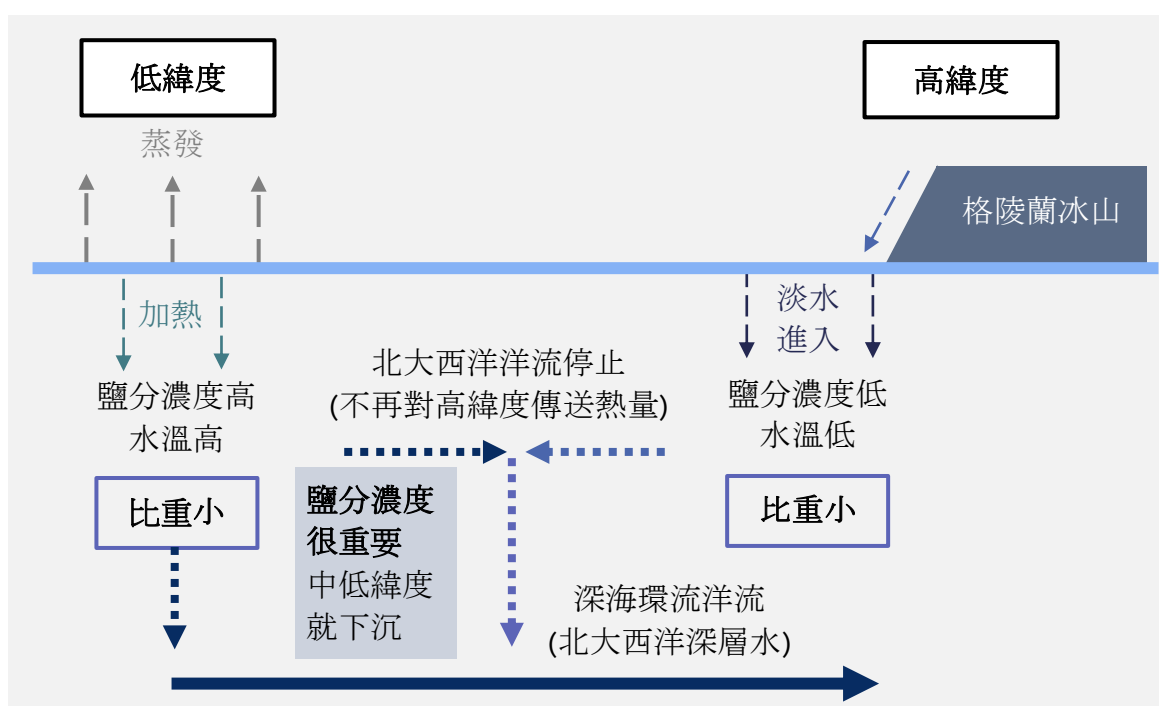 低緯度
高緯度
蒸發
格陵蘭冰山
加熱
淡水
進入
鹽分濃度高
水溫高
北大西洋洋流停止
(不再對高緯度傳送熱量)
鹽分濃度低
水溫低
比重小
鹽分濃度
很重要
中低緯度
就下沉
比重小
深海環流洋流
(北大西洋深層水)